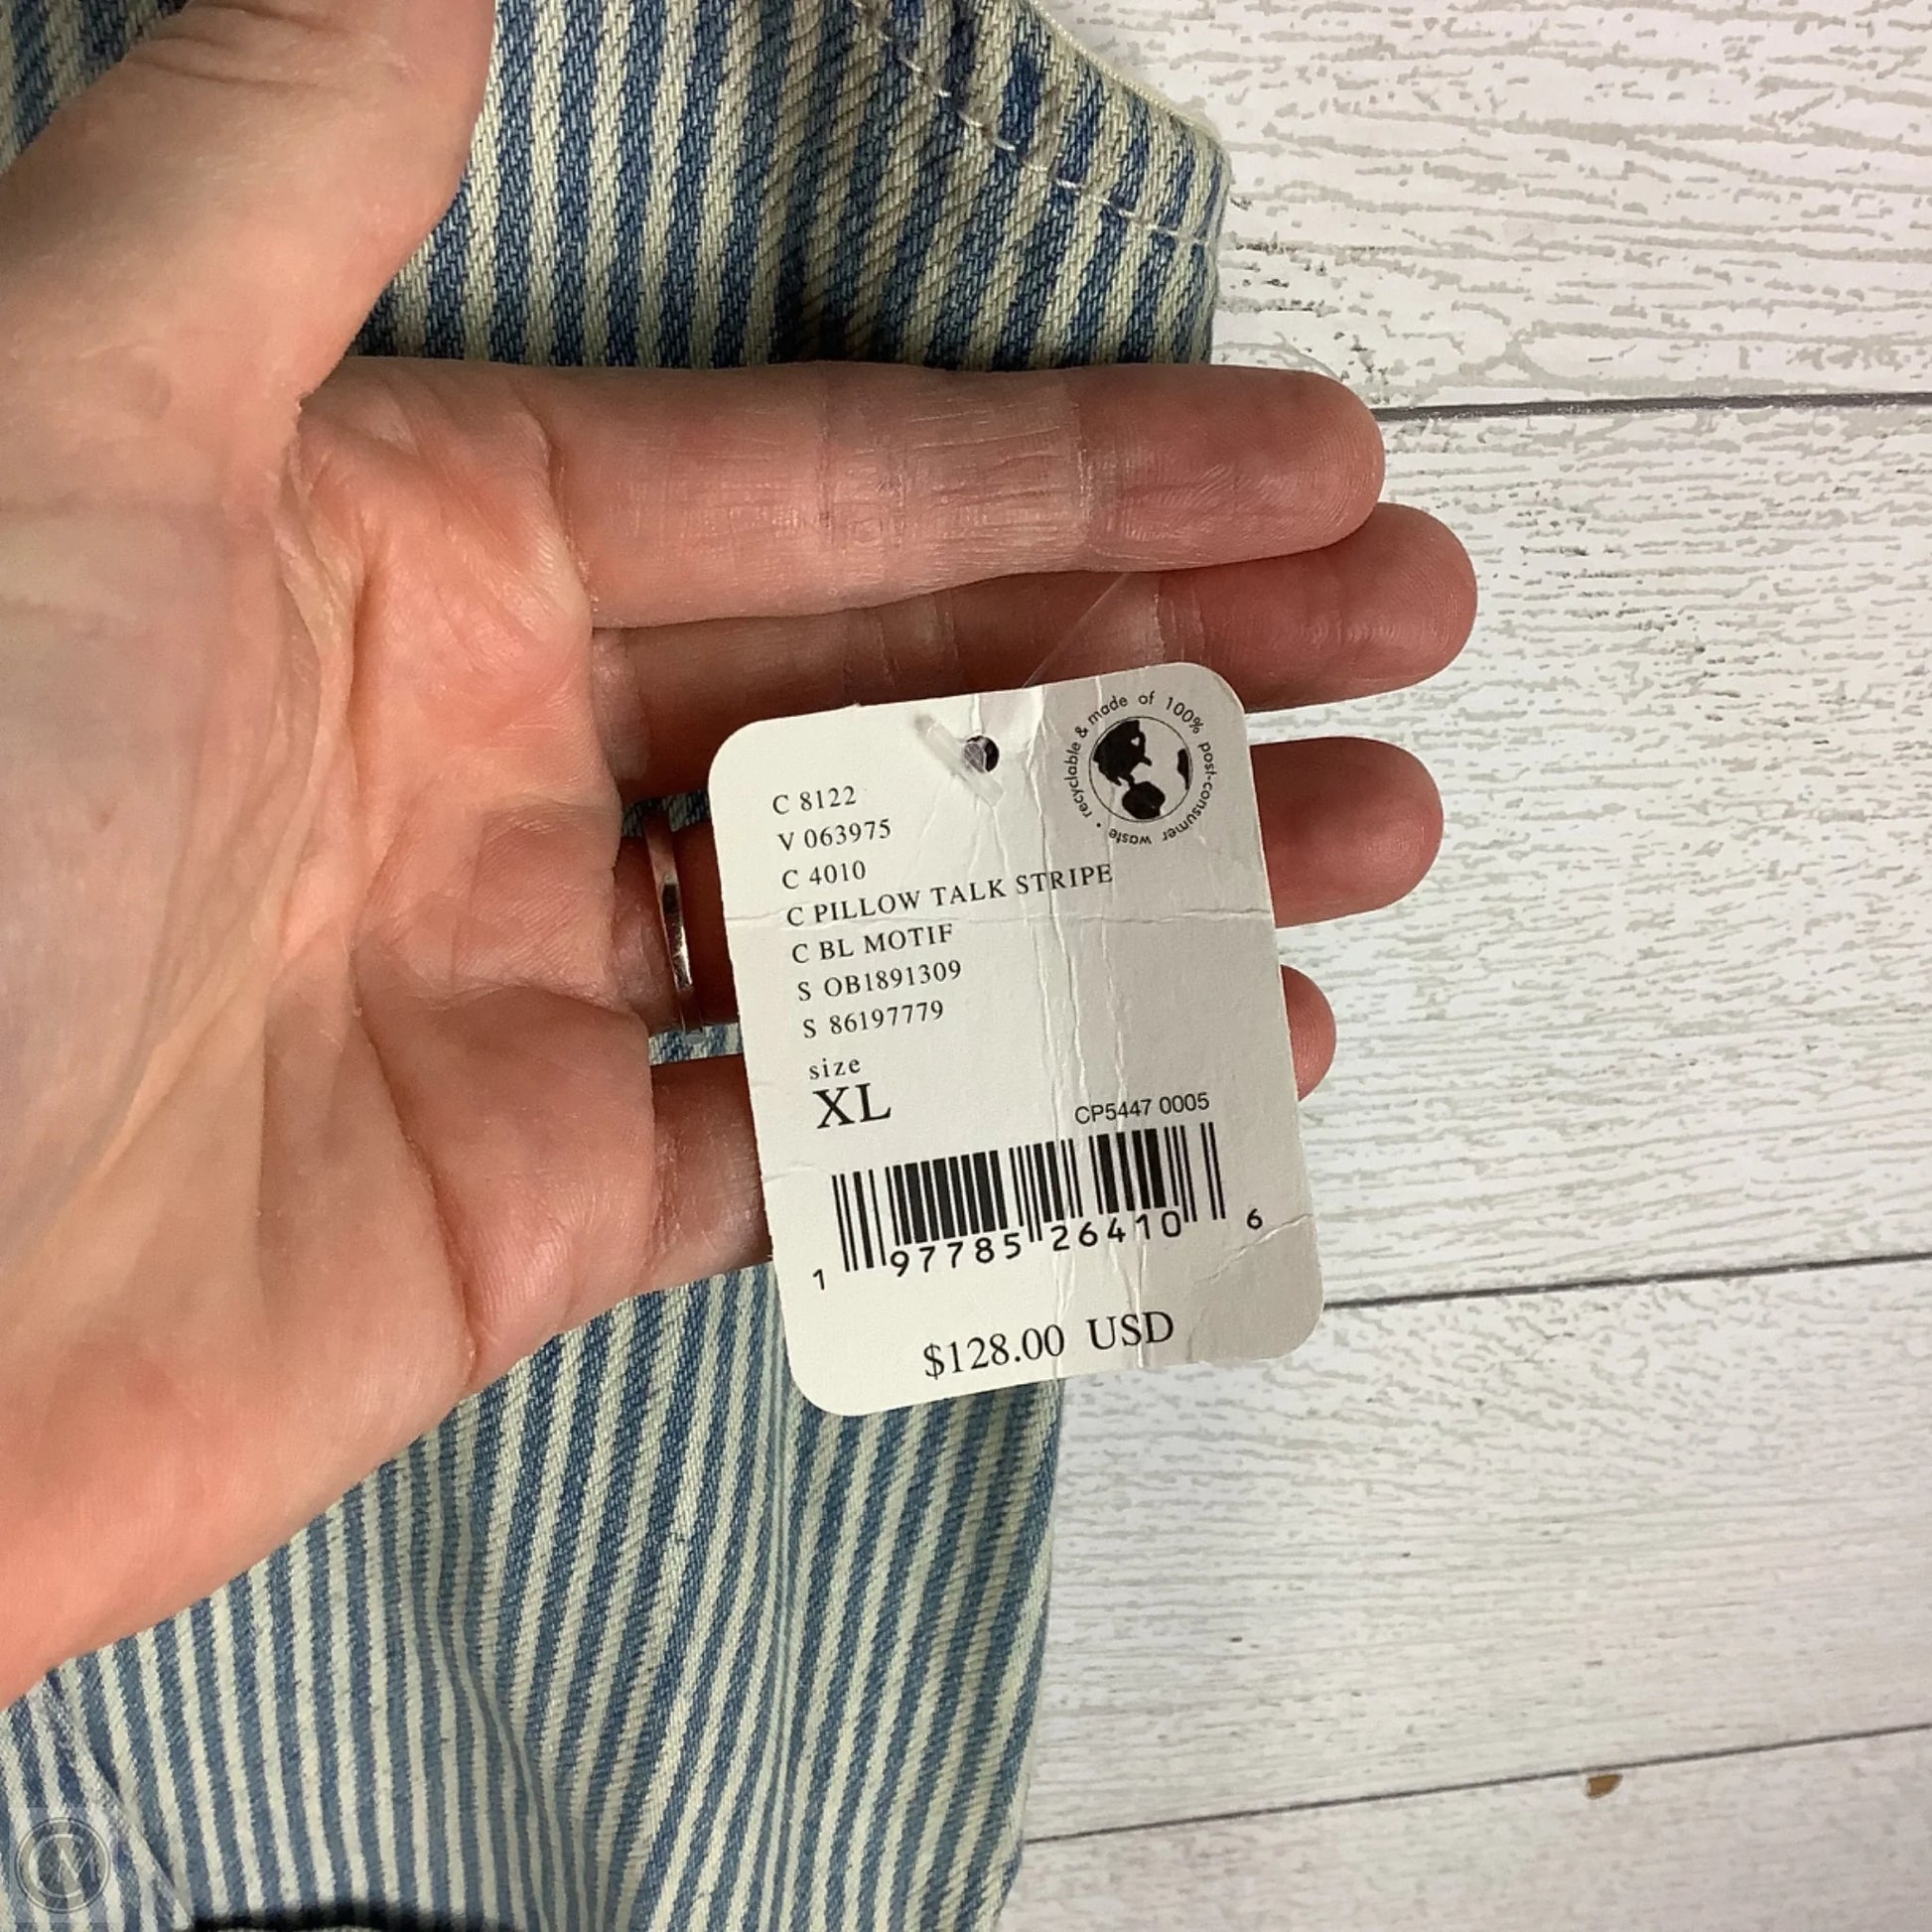 recyclable & made of 100% post-consumer waste •
C 8122
V 063975
C 4010
C PILLOW TALK STRIPE
C BL MOTIF
S OB1891309
S 86197779
size
XL
CP5447 0005
1 97785 26410 6
$128.00 USD
CM